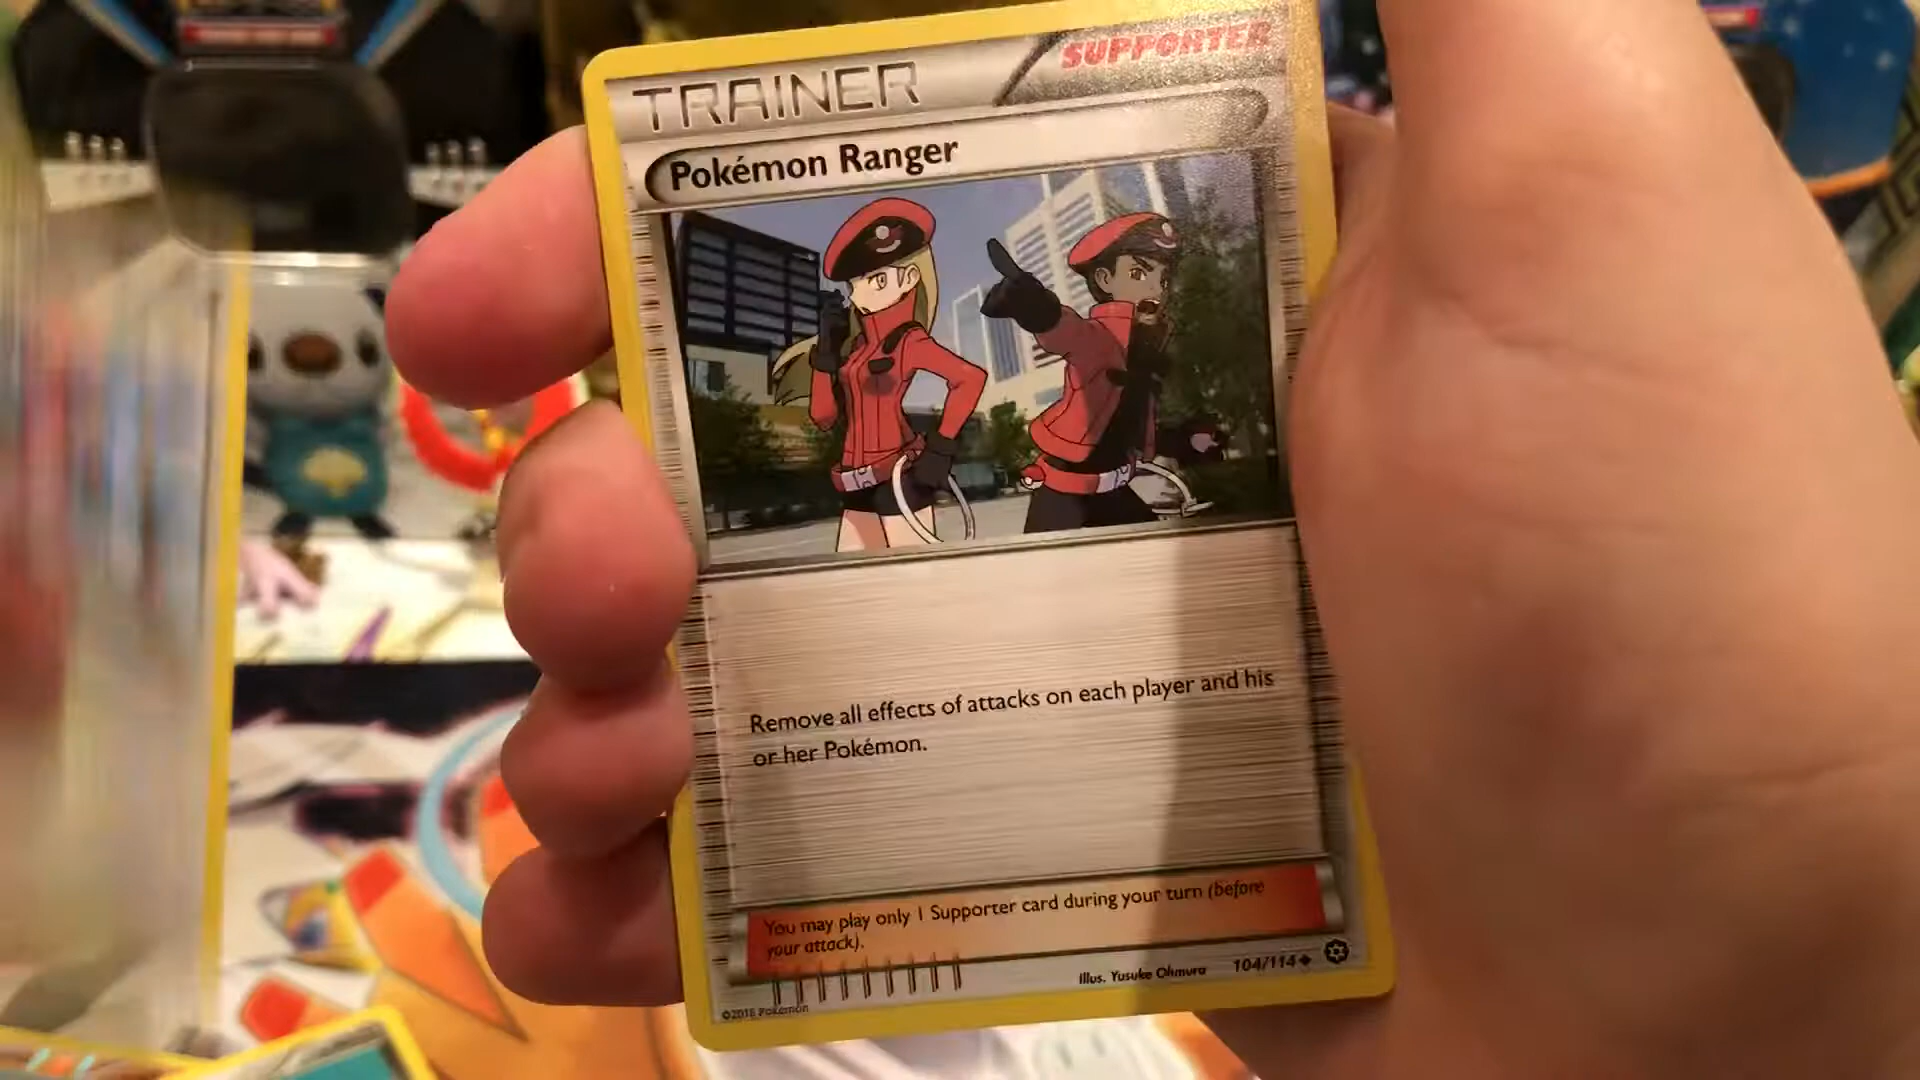 TRAINER
SUPPORTER
Pokémon Ranger
Remove all effects of attacks on each player and his
or her Pokémon.
You may play only 1 Supporter card during your turn (before
your attack).
Illus. Yusuke Ohmura
104/114
©2016 Pokémon